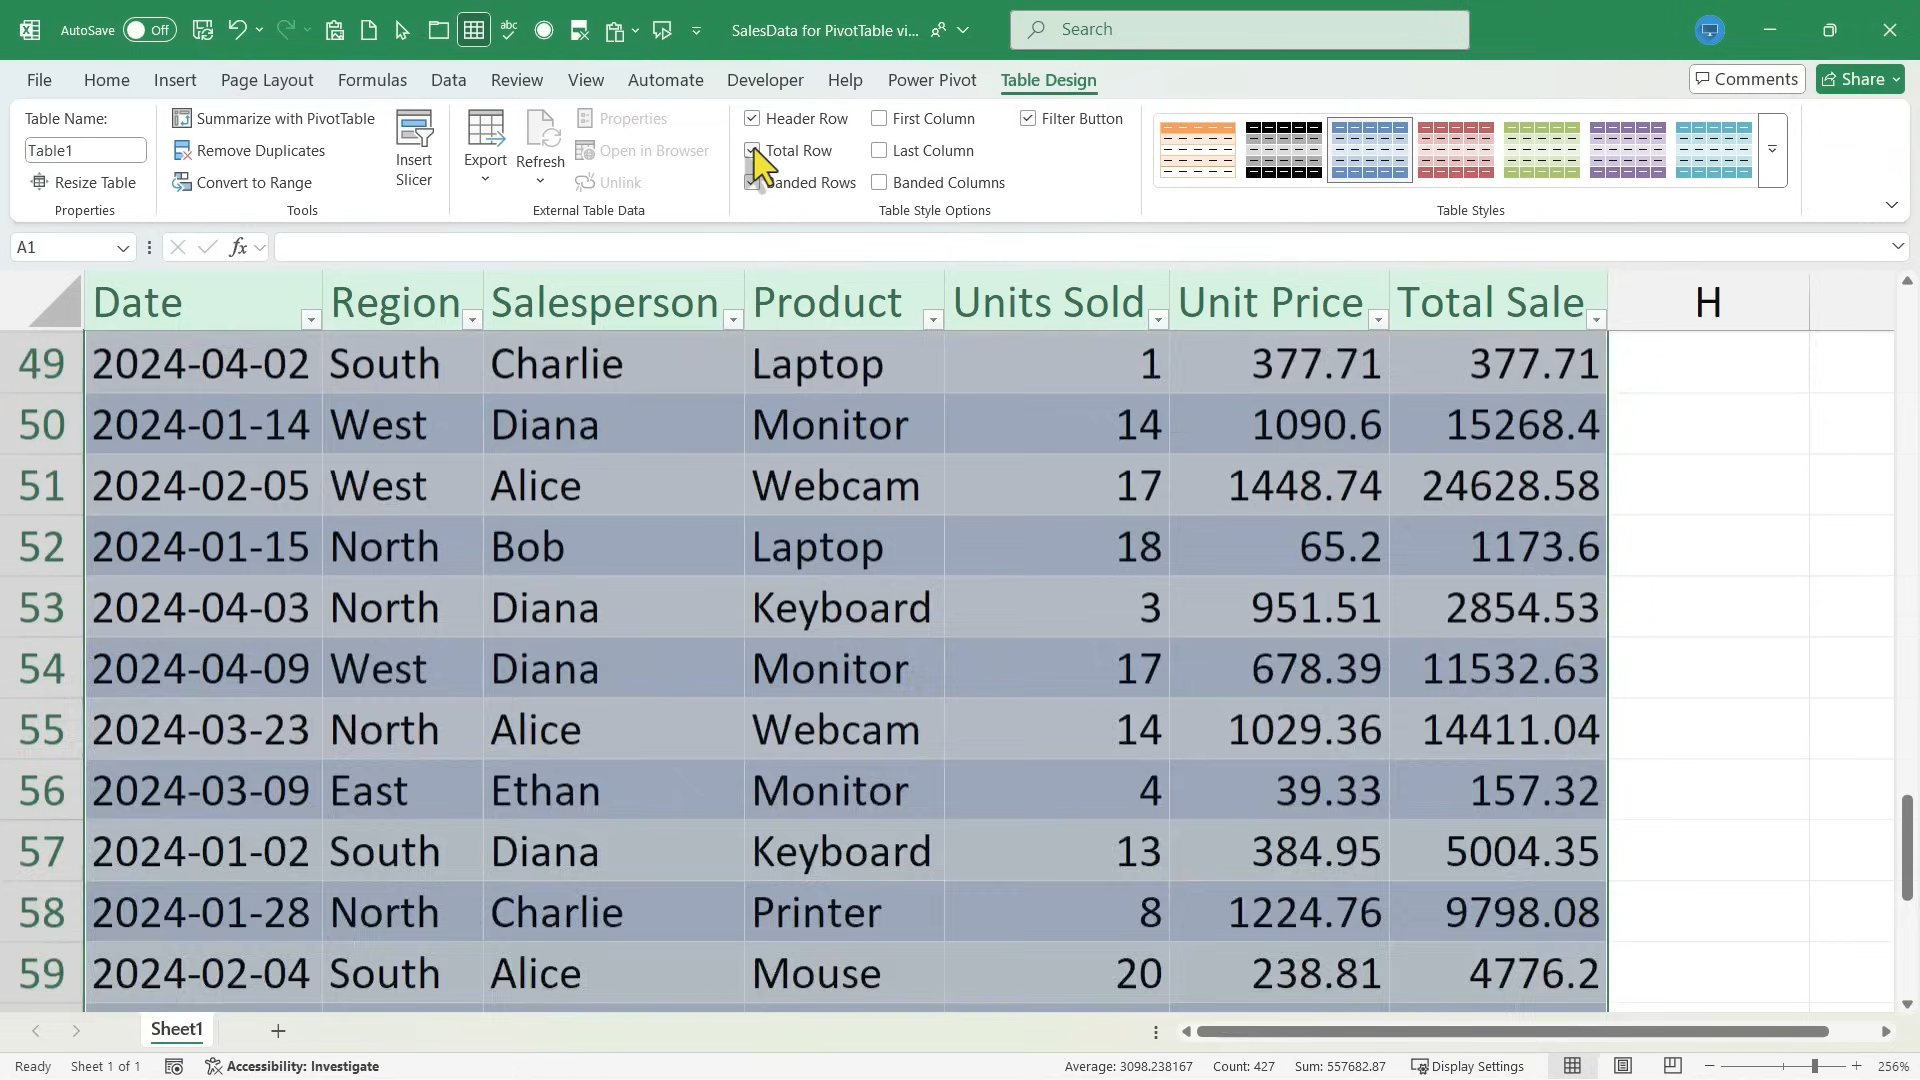 AutoSave Off abc SalesData for PivotTable vi... Search
File Home Insert Page Layout Formulas Data Review View Automate Developer Help Power Pivot Table Design Comments Share
Table Name:
Table1
Resize Table
Properties
Summarize with PivotTable
Remove Duplicates
Convert to Range
Insert
Slicer
Tools
Export
Refresh
Properties
Open in Browser
Unlink
External Table Data
Header Row First Column Filter Button
Total Row Last Column
Banded Rows Banded Columns
Table Style Options
Table Styles
A1 fx
Date Region Salesperson Product Units Sold Unit Price Total Sale H
49 2024-04-02 South Charlie Laptop 1 377.71 377.71
50 2024-01-14 West Diana Monitor 14 1090.6 15268.4
51 2024-02-05 West Alice Webcam 17 1448.74 24628.58
52 2024-01-15 North Bob Laptop 18 65.2 1173.6
53 2024-04-03 North Diana Keyboard 3 951.51 2854.53
54 2024-04-09 West Diana Monitor 17 678.39 11532.63
55 2024-03-23 North Alice Webcam 14 1029.36 14411.04
56 2024-03-09 East Ethan Monitor 4 39.33 157.32
57 2024-01-02 South Diana Keyboard 13 384.95 5004.35
58 2024-01-28 North Charlie Printer 8 1224.76 9798.08
59 2024-02-04 South Alice Mouse 20 238.81 4776.2
Sheet1
Ready Sheet 1 of 1 Accessibility: Investigate Average: 3098.238167 Count: 427 Sum: 557682.87 Display Settings 256%